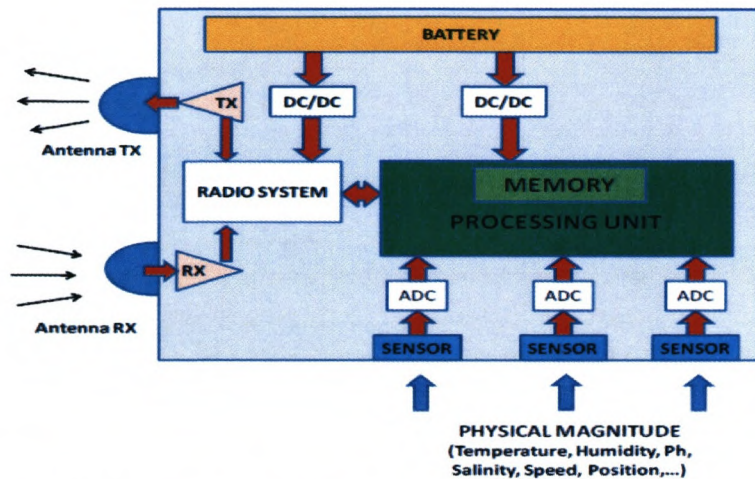 BATTERY
TX
DC/DC
DC/DC
Antenna TX
RADIO SYSTEM
MEMORY
PROCESSING UNIT
RX
Antenna RX
ADC
ADC
ADC
SENSOR
SENSOR
SENSOR
PHYSICAL MAGNITUDE
(Temperature, Humidity, Ph,
Salinity, Speed, Position,...)